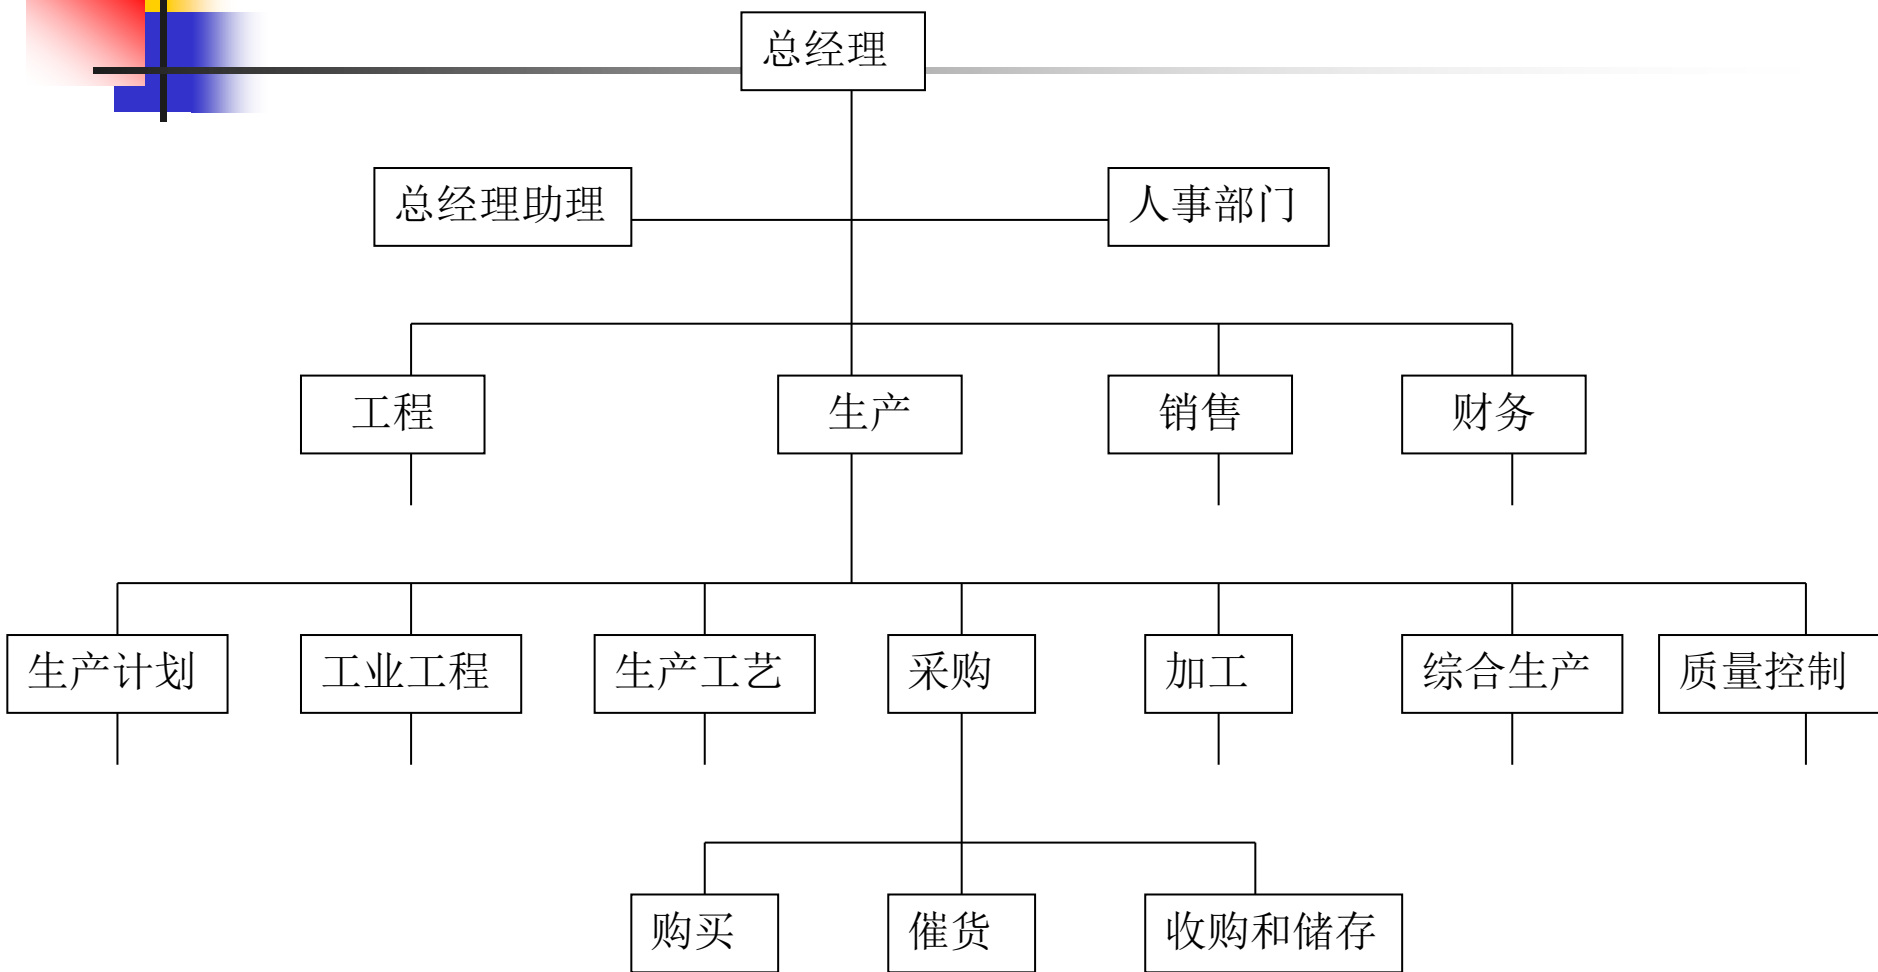 总经理
总经理助理
人事部门
工程
生产
销售
财务
生产计划
工业工程
生产工艺
采购
加工
综合生产
质量控制
购买
催货
收购和储存